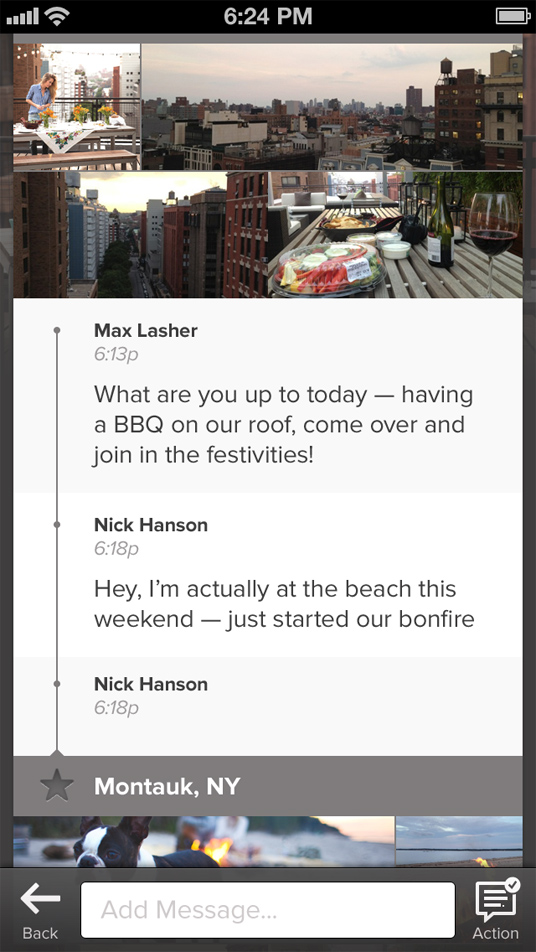 6:24 PM
Max Lasher
6:13p
What are you up to today — having
a BBQ on our roof, come over and
join in the festivities!
Nick Hanson
6:18p
Hey, I’m actually at the beach this
weekend — just started our bonfire
Nick Hanson
6:18p
Montauk, NY
Back
Add Message...
Action